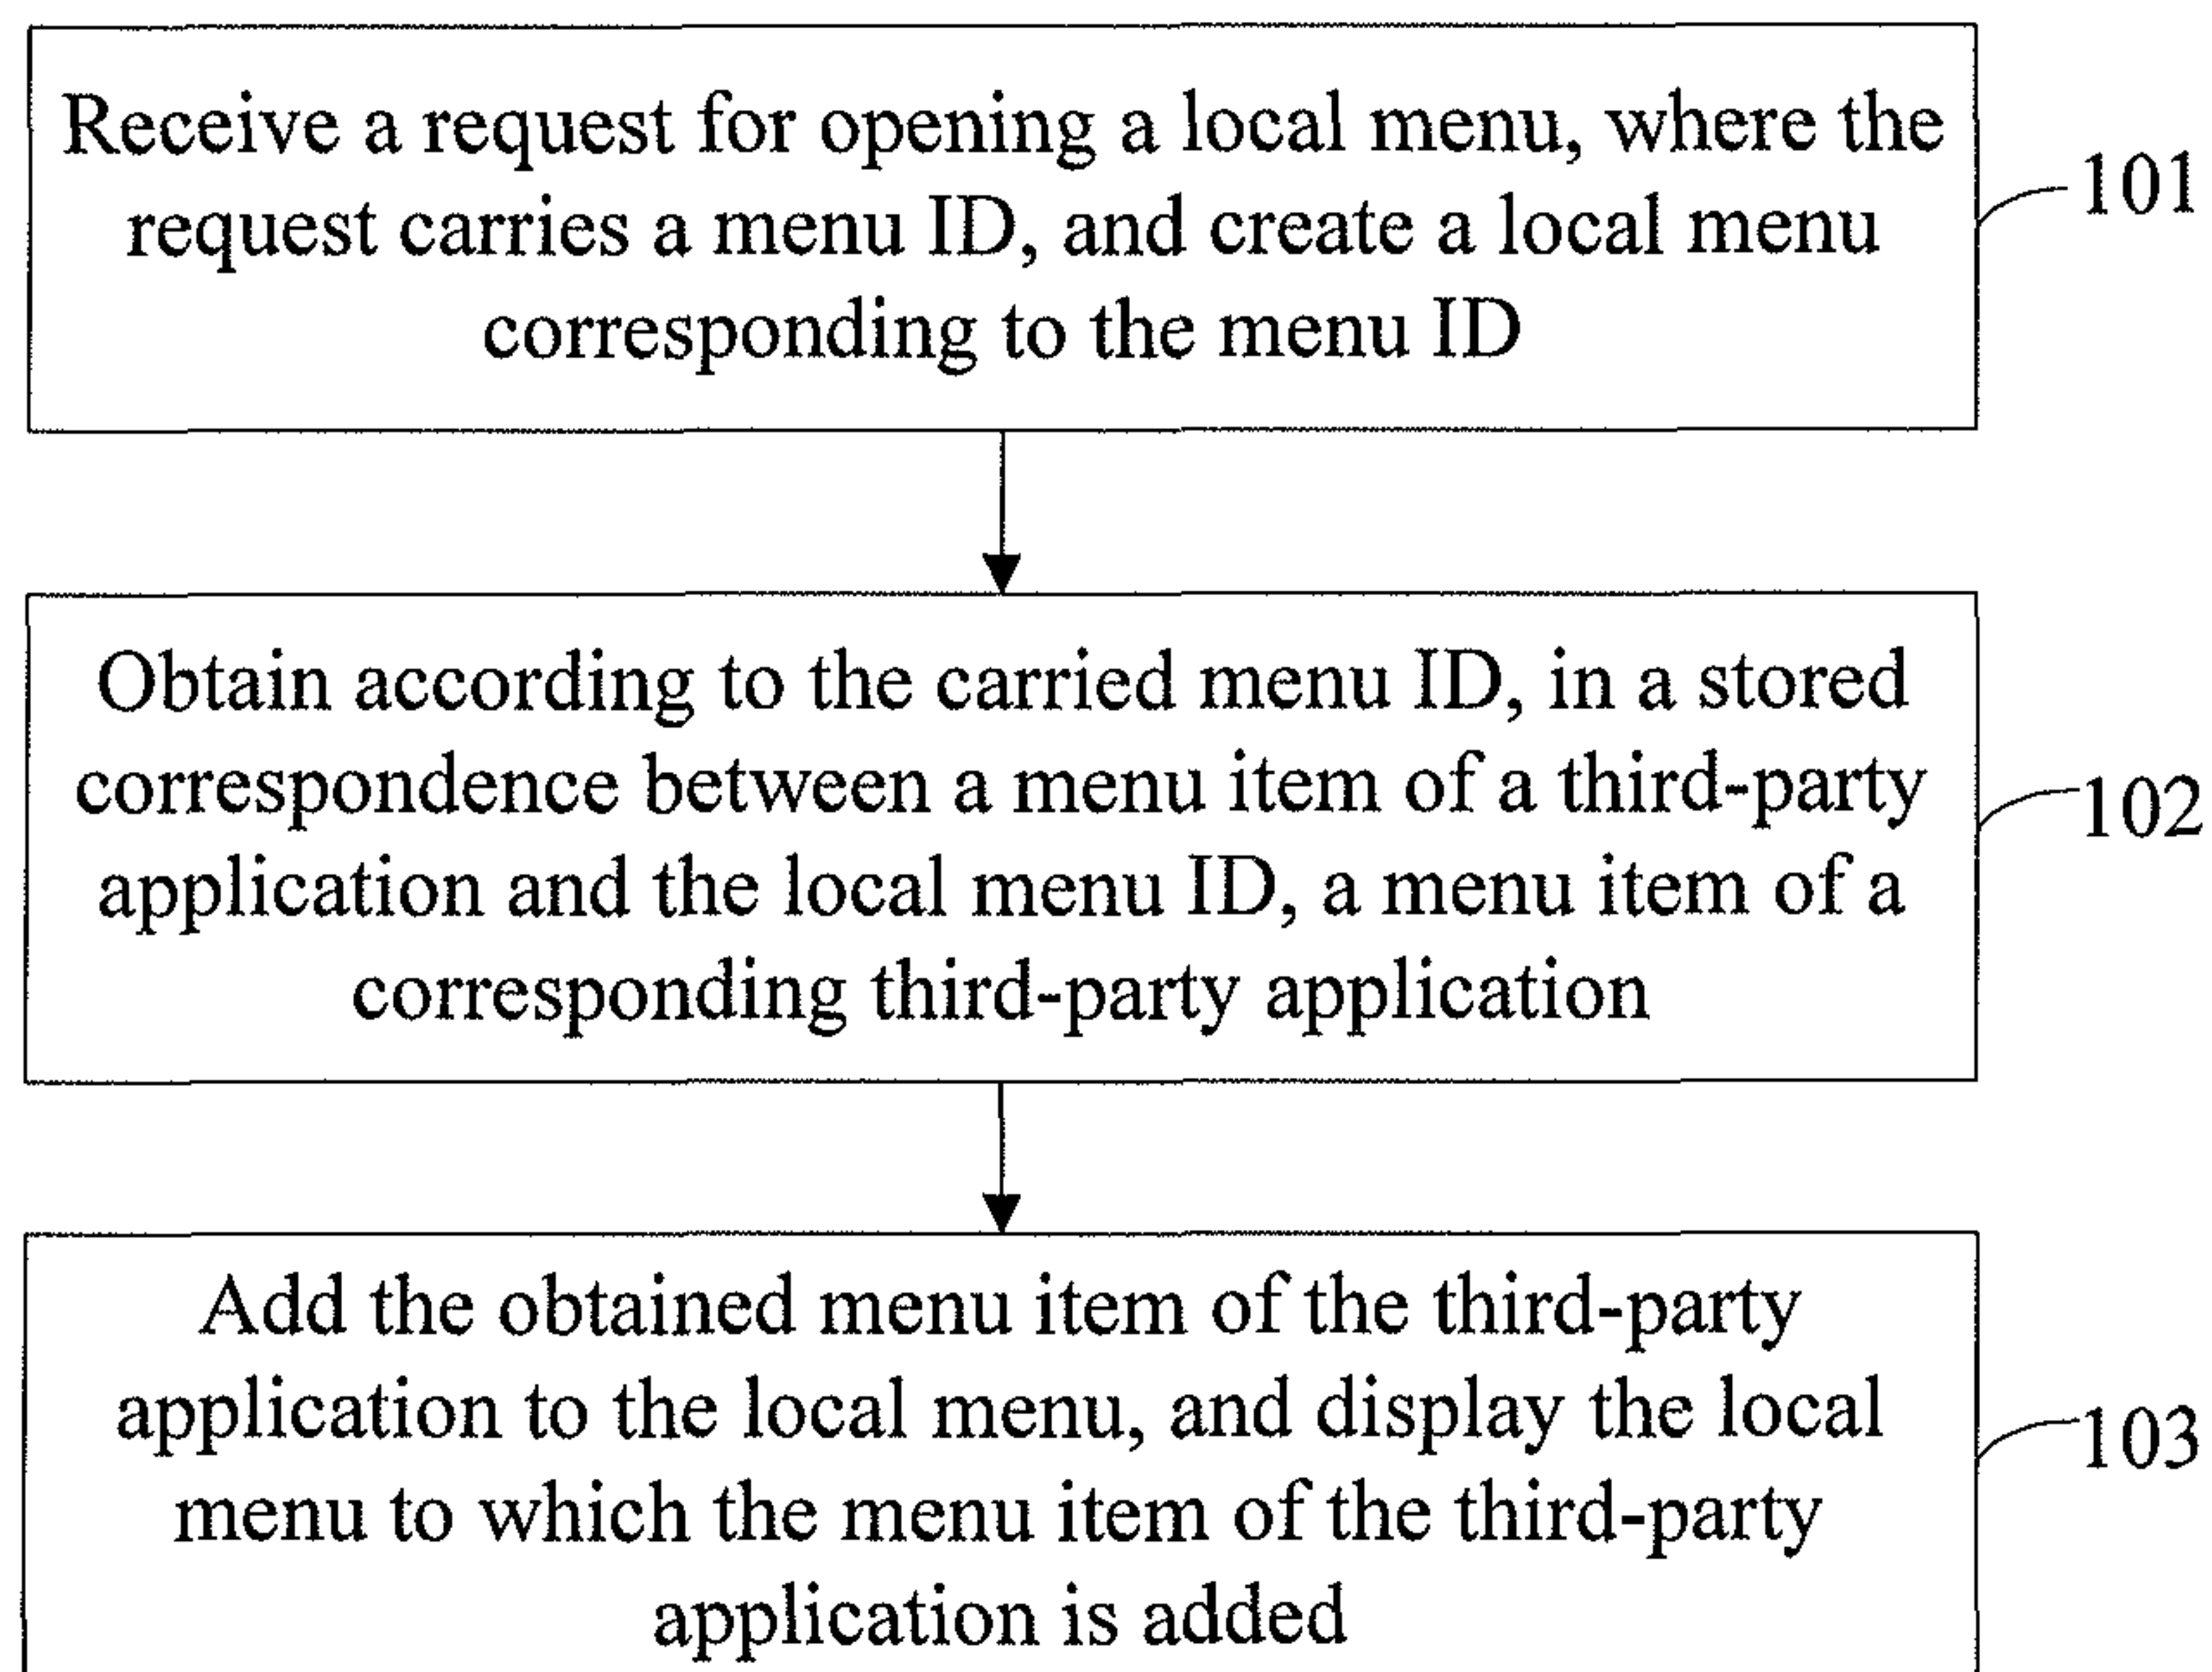 Receive a request for opening a local menu, where the
request carries a menu ID, and create a local menu
corresponding to the menu ID
101
Obtain according to the carried menu ID, in a stored
correspondence between a menu item of a third-party
application and the local menu ID, a menu item of a
corresponding third-party application
102
Add the obtained menu item of the third-party
application to the local menu, and display the local
menu to which the menu item of the third-party
application is added
103